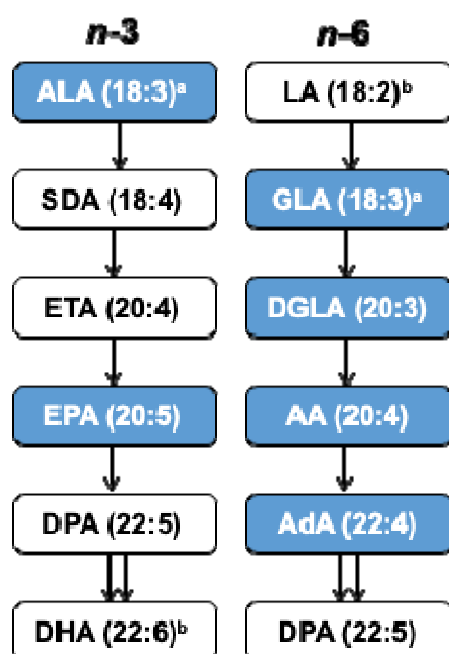 n-3
n-6
ALA (18:3)ᵃ
LA (18:2)ᵇ
SDA (18:4)
GLA (18:3)ᵃ
ETA (20:4)
DGLA (20:3)
EPA (20:5)
AA (20:4)
DPA (22:5)
AdA (22:4)
DHA (22:6)ᵇ
DPA (22:5)